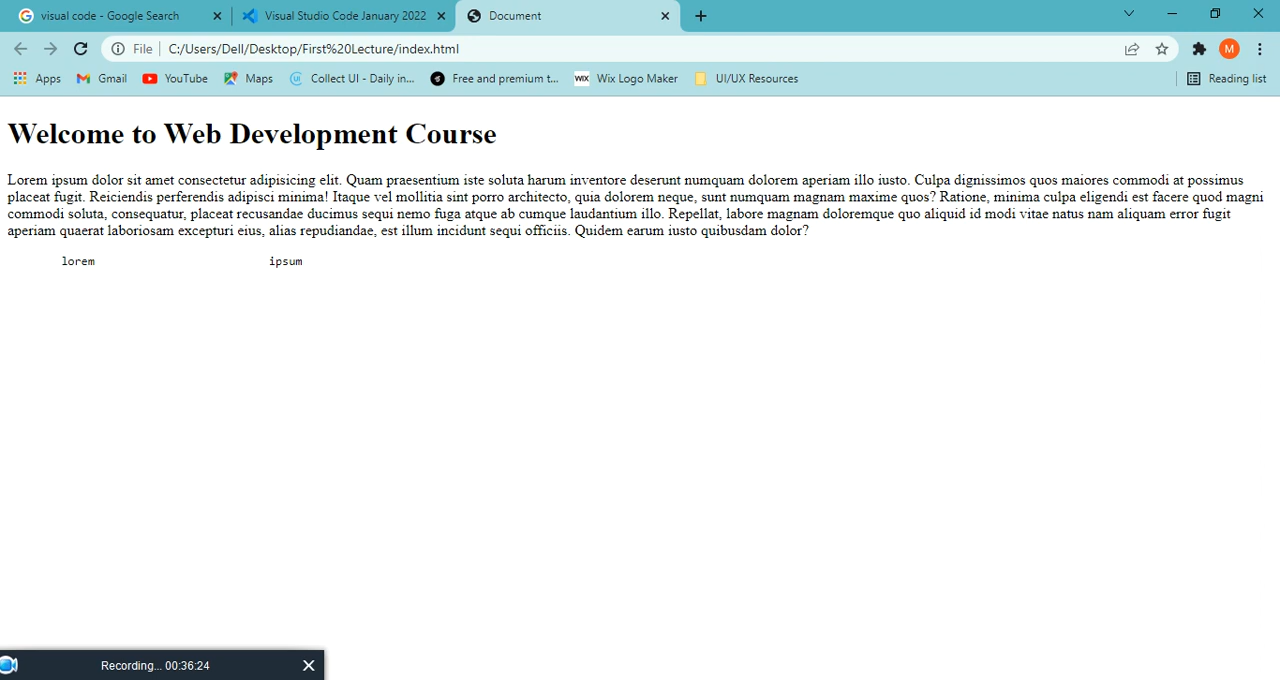 visual code - Google Search
Visual Studio Code January 2022
Document
File
C:/Users/Dell/Desktop/First%20Lecture/index.html
M
Apps
Gmail
YouTube
Maps
Collect UI - Daily in...
Free and premium t...
WIX
Wix Logo Maker
UI/UX Resources
Reading list
Welcome to Web Development Course
Lorem ipsum dolor sit amet consectetur adipisicing elit. Quam praesentium iste soluta harum inventore deserunt numquam dolorem aperiam illo iusto. Culpa dignissimos quos maiores commodi at possimus
placeat fugit. Reiciendis perferendis adipisci minima! Itaque vel mollitia sint porro architecto, quia dolorem neque, sunt numquam magnam maxime quos? Ratione, minima culpa eligendi est facere quod magni
commodi soluta, consequatur, placeat recusandae ducimus sequi nemo fuga atque ab cumque laudantium illo. Repellat, labore magnam doloremque quo aliquid id modi vitae natus nam aliquam error fugit
aperiam quaerat laboriosam excepturi eius, alias repudiandae, est illum incidunt sequi officiis. Quidem earum iusto quibusdam dolor?
lorem ipsum
Recording... 00:36:24